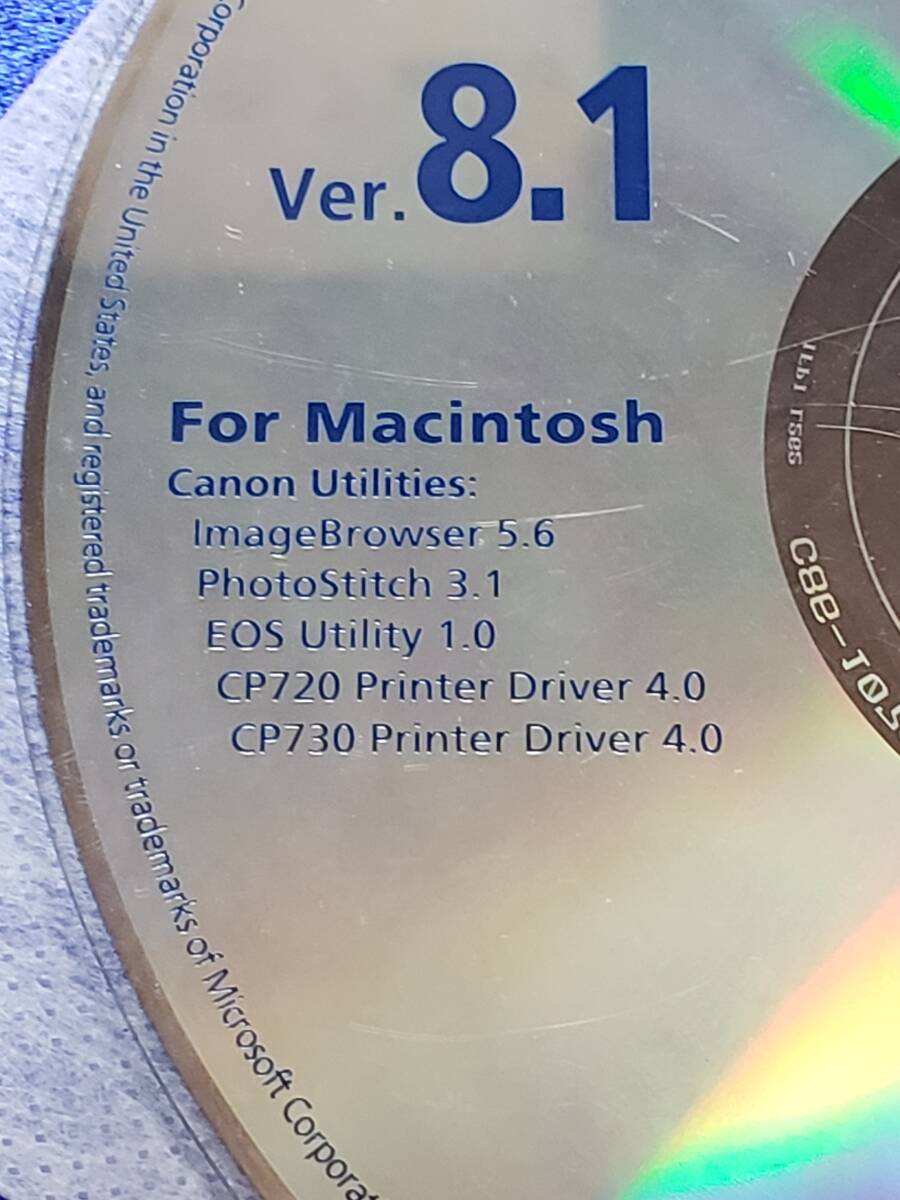 Ver. 8.1
For Macintosh
Canon Utilities:
ImageBrowser 5.6
PhotoStitch 3.1
EOS Utility 1.0
CP720 Printer Driver 4.0
CP730 Printer Driver 4.0
Corporation in the United States, and registered trademarks or trademarks of Microsoft